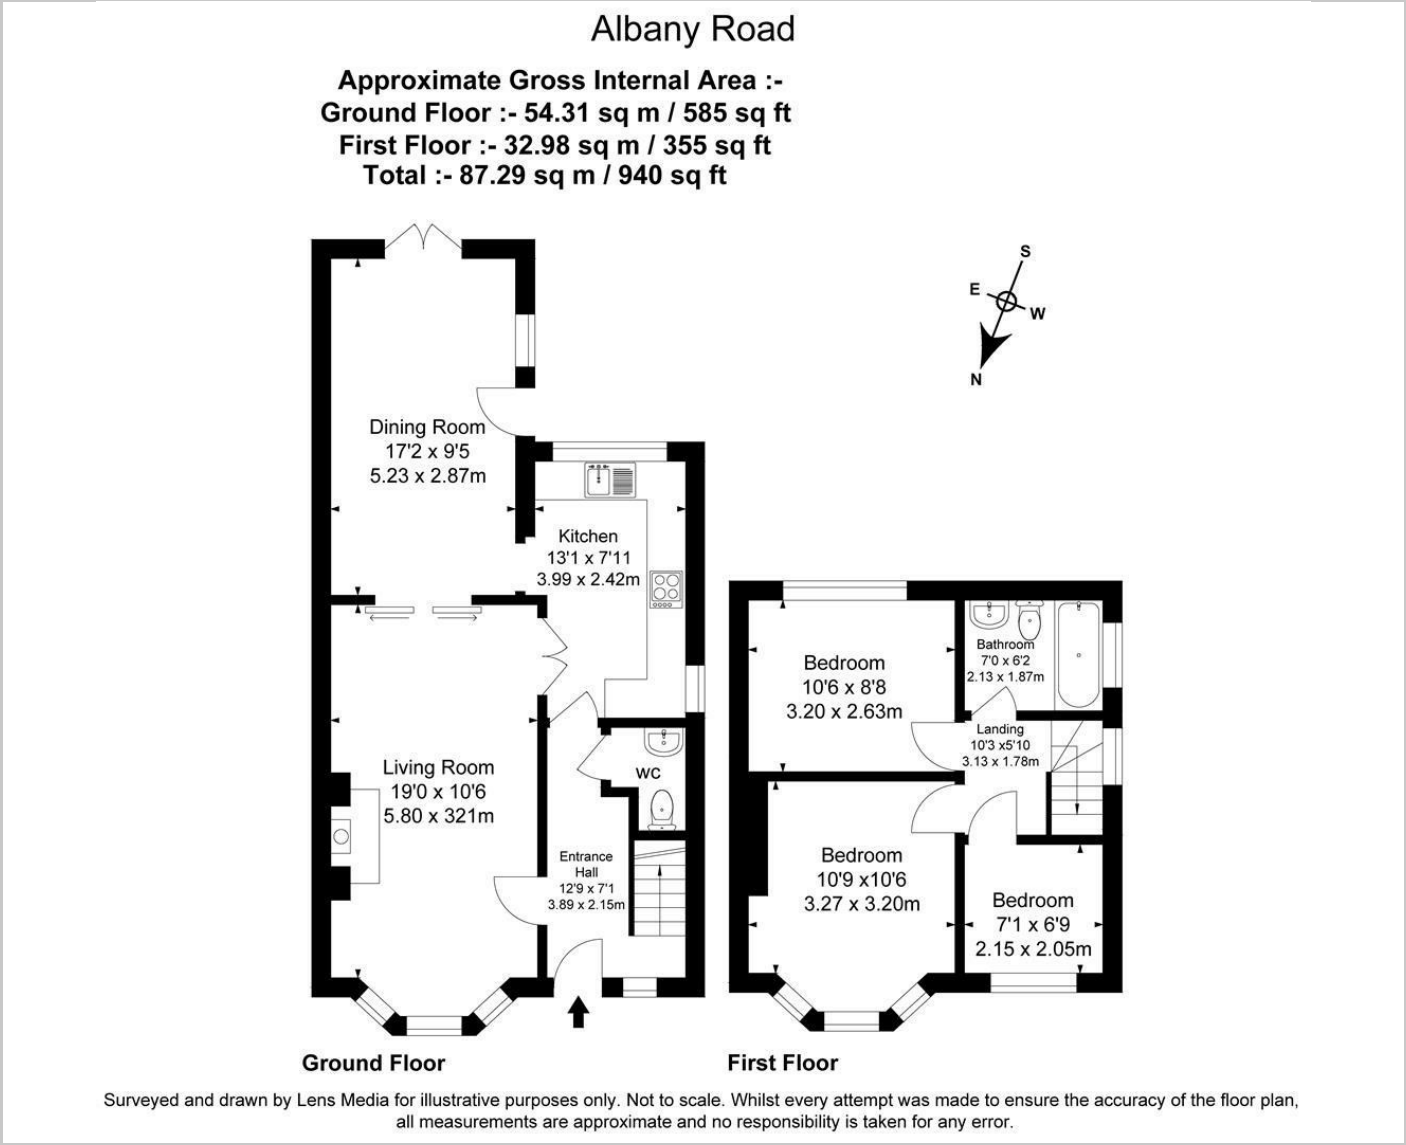 Albany Road
Approximate Gross Internal Area :-
Ground Floor :- 54.31 sq m / 585 sq ft
First Floor :- 32.98 sq m / 355 sq ft
Total :- 87.29 sq m / 940 sq ft
S
E
W
N
Dining Room
17'2 x 9'5
5.23 x 2.87m
Kitchen
13'1 x 7'11
3.99 x 2.42m
Living Room
19'0 x 10'6
5.80 x 321m
WC
Entrance
Hall
12'9 x 7'1
3.89 x 2.15m
Bedroom
10'6 x 8'8
3.20 x 2.63m
Bathroom
7'0 x 6'2
2.13 x 1.87m
Landing
10'3 x5'10
3.13 x 1.78m
Bedroom
10'9 x10'6
3.27 x 3.20m
Bedroom
7'1 x 6'9
2.15 x 2.05m
Ground Floor
First Floor
Surveyed and drawn by Lens Media for illustrative purposes only. Not to scale. Whilst every attempt was made to ensure the accuracy of the floor plan,
all measurements are approximate and no responsibility is taken for any error.